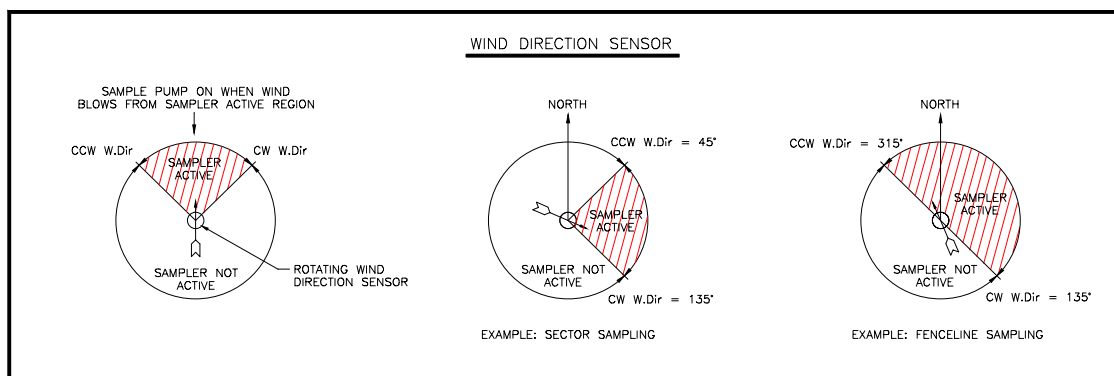 WIND DIRECTION SENSOR
SAMPLE PUMP ON WHEN WIND
BLOWS FROM SAMPLER ACTIVE REGION
CCW W.Dir
CW W.Dir
SAMPLER
ACTIVE
SAMPLER NOT
ACTIVE
ROTATING WIND
DIRECTION SENSOR
NORTH
CCW W.Dir = 45°
SAMPLER
ACTIVE
SAMPLER NOT
ACTIVE
CW W.Dir = 135°
EXAMPLE: SECTOR SAMPLING
NORTH
CCW W.Dir = 315°
SAMPLER
ACTIVE
SAMPLER NOT
ACTIVE
CW W.Dir = 135°
EXAMPLE: FENCELINE SAMPLING